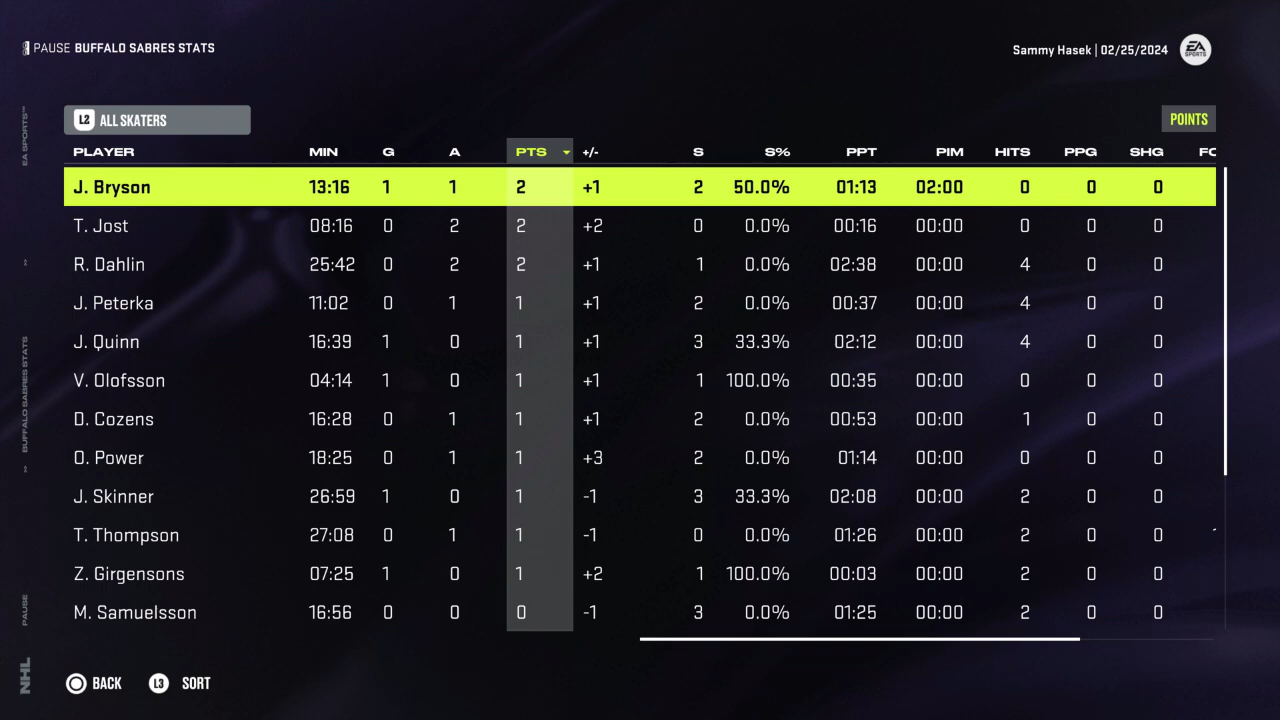 PAUSE BUFFALO SABRES STATS
Sammy Hasek | 02/25/2024
EA SPORTS
L2 ALL SKATERS
POINTS
PLAYER MIN G A PTS +/- S S% PPT PIM HITS PPG SHG FO
J. Bryson 13:16 1 1 2 +1 2 50.0% 01:13 02:00 0 0 0
T. Jost 08:16 0 2 2 +2 0 0.0% 00:16 00:00 0 0 0
R. Dahlin 25:42 0 2 2 +1 1 0.0% 02:38 00:00 4 0 0
J. Peterka 11:02 0 1 1 +1 2 0.0% 00:37 00:00 4 0 0
J. Quinn 16:39 1 0 1 +1 3 33.3% 02:12 00:00 4 0 0
V. Olofsson 04:14 1 0 1 +1 1 100.0% 00:35 00:00 0 0 0
D. Cozens 16:28 0 1 1 +1 2 0.0% 00:53 00:00 1 0 0
O. Power 18:25 0 1 1 +3 2 0.0% 01:14 00:00 0 0 0
J. Skinner 26:59 1 0 1 -1 3 33.3% 02:08 00:00 2 0 0
T. Thompson 27:08 0 1 1 -1 0 0.0% 01:26 00:00 2 0 0
Z. Girgensons 07:25 1 0 1 +2 1 100.0% 00:03 00:00 2 0 0
M. Samuelsson 16:56 0 0 0 -1 3 0.0% 01:25 00:00 2 0 0
BACK L3 SORT
NHL PAUSE >> BUFFALO SABRES STATS >> EA SPORTS™